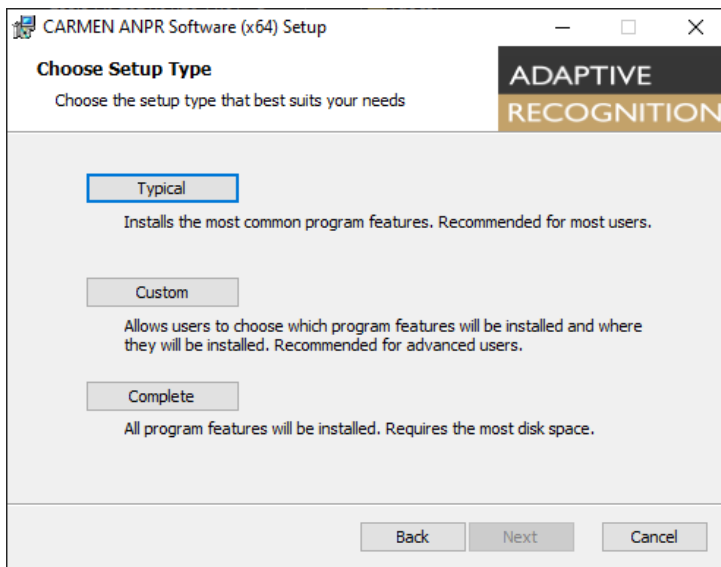 CARMEN ANPR Software (x64) Setup
Choose Setup Type
Choose the setup type that best suits your needs
ADAPTIVE
RECOGNITION
Typical
Installs the most common program features. Recommended for most users.
Custom
Allows users to choose which program features will be installed and where
they will be installed. Recommended for advanced users.
Complete
All program features will be installed. Requires the most disk space.
Back
Next
Cancel